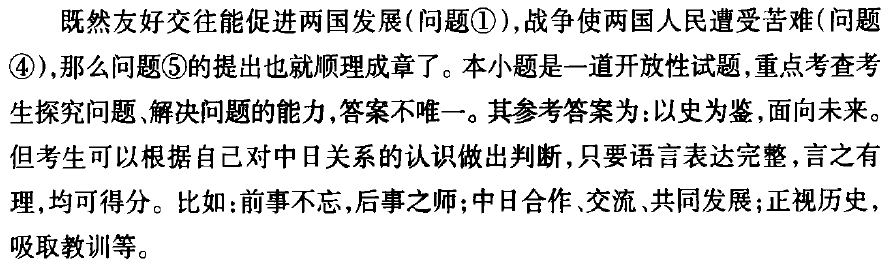 既然友好交往能促进两国发展(问题①),战争使两国人民遭受苦难(问题
④),那么问题⑤的提出也就顺理成章了。本小题是一道开放性试题,重点考查考
生探究问题、解决问题的能力,答案不唯一。其参考答案为:以史为鉴,面向未来。
但考生可以根据自己对中日关系的认识做出判断,只要语言表达完整,言之有
理,均可得分。比如:前事不忘,后事之师;中日合作、交流、共同发展;正视历史,
吸取教训等。